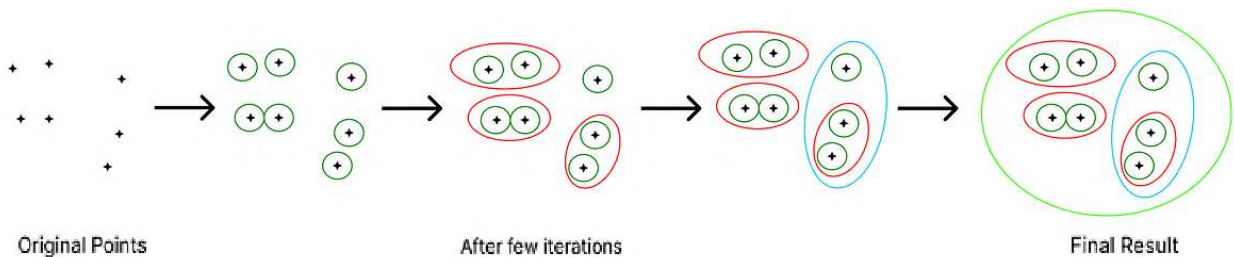 Original Points
After few iterations
Final Result